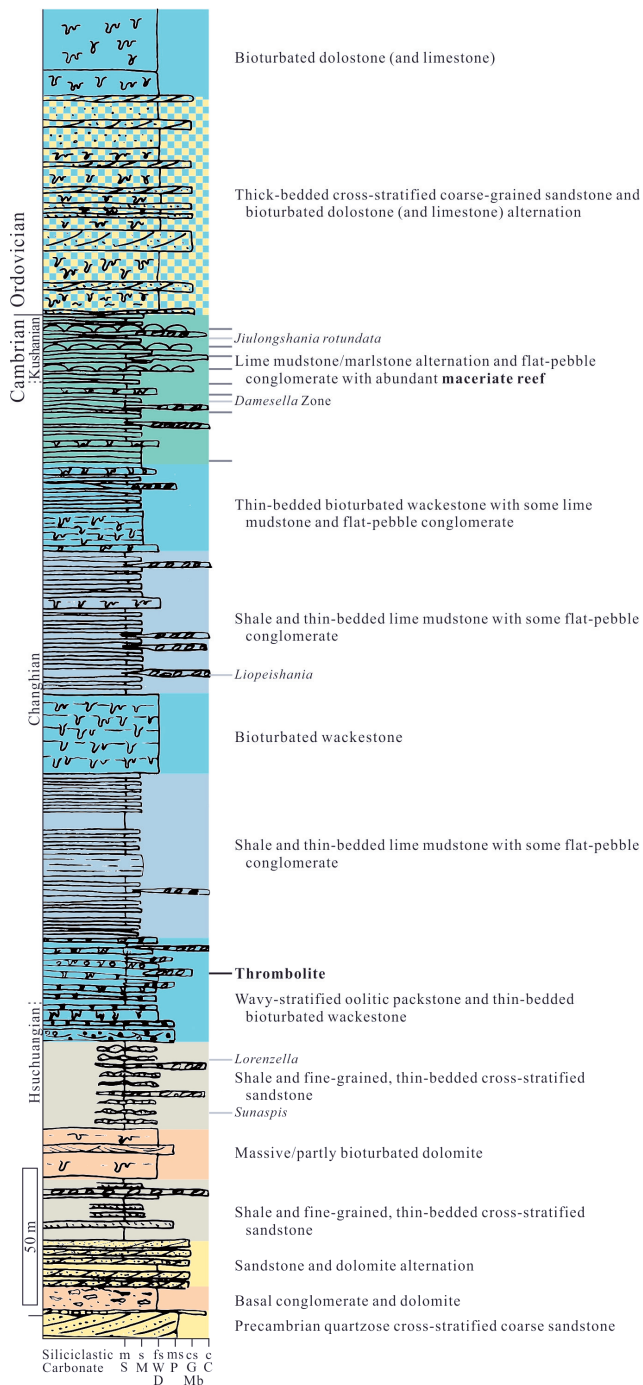 Bioturbated dolostone (and limestone)
Thick-bedded cross-stratified coarse-grained sandstone and
bioturbated dolostone (and limestone) alternation
Ordovician
Cambrian
Kushanian
Jiulongshania rotundata
Lime mudstone/marlstone alternation and flat-pebble
conglomerate with abundant maceriate reef
Damesella Zone
Thin-bedded bioturbated wackestone with some lime
mudstone and flat-pebble conglomerate
Shale and thin-bedded lime mudstone with some flat-pebble
conglomerate
Liopeishania
Changhian
Bioturbated wackestone
Shale and thin-bedded lime mudstone with some flat-pebble
conglomerate
Thrombolite
Wavy-stratified oolitic packstone and thin-bedded
bioturbated wackestone
Hsuchuangian
Lorenzella
Shale and fine-grained, thin-bedded cross-stratified
sandstone
Sunaspis
Massive/partly bioturbated dolomite
Shale and fine-grained, thin-bedded cross-stratified
sandstone
50 m
Sandstone and dolomite alternation
Basal conglomerate and dolomite
Precambrian quartzose cross-stratified coarse sandstone
Siliciclastic m s fs ms cs c
Carbonate S M W P G C
D Mb